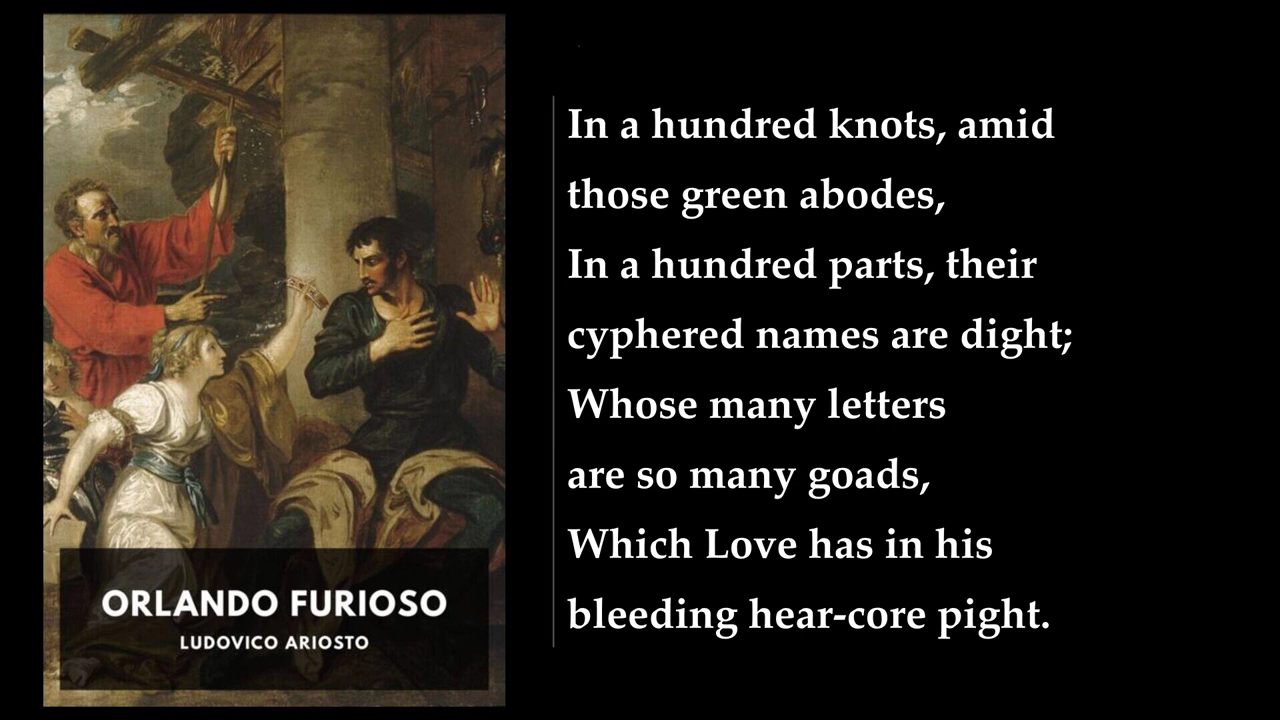 ORLANDO FURIOSO
LUDOVICO ARIOSTO
In a hundred knots, amid
those green abodes,
In a hundred parts, their
cyphered names are dight;
Whose many letters
are so many goads,
Which Love has in his
bleeding hear-core pight.